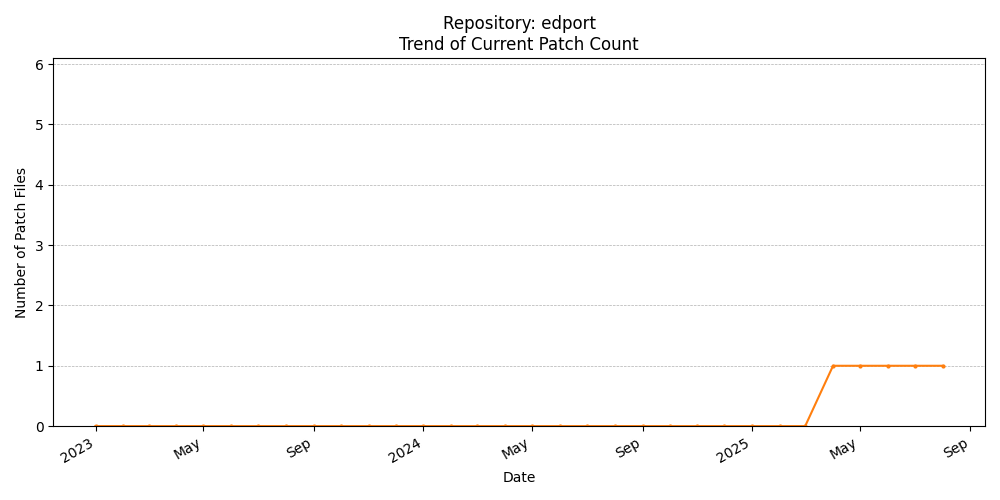 Repository: edport
Trend of Current Patch Count
6
5
4
3
2
1
0
Number of Patch Files
2023
May
Sep
2024
May
Sep
2025
May
Sep
Date